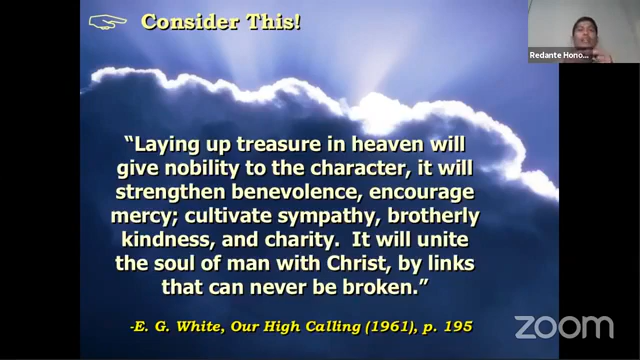 Consider This!
Redante Hono...
“Laying up treasure in heaven will
give nobility to the character, it will
strengthen benevolence, encourage
mercy; cultivate sympathy, brotherly
kindness, and charity.  It will unite
the soul of man with Christ, by links
that can never be broken.”
-E. G. White, Our High Calling (1961), p. 195
zoom